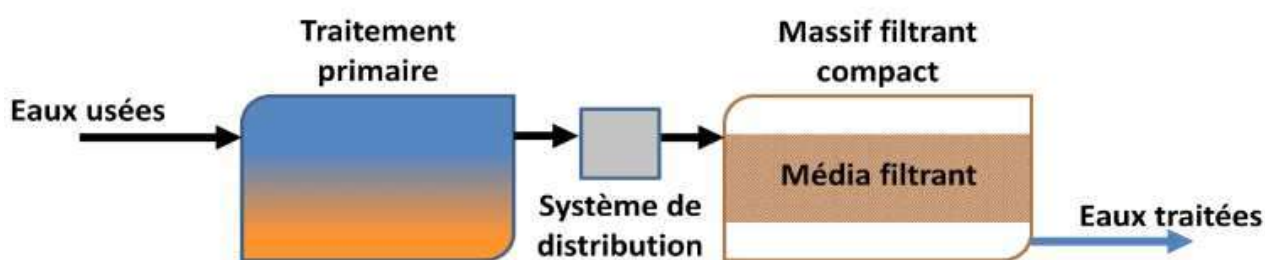 Traitement
primaire
Massif filtrant
compact
Eaux usées
Média filtrant
Système de
distribution
Eaux traitées